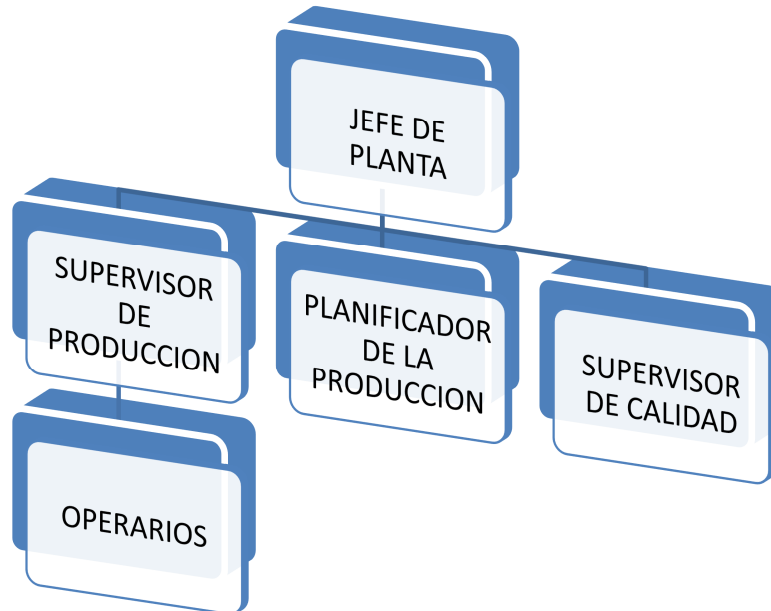 JEFE DE
PLANTA
SUPERVISOR
DE
PRODUCCION
PLANIFICADOR
DE LA
PRODUCCION
SUPERVISOR
DE CALIDAD
OPERARIOS